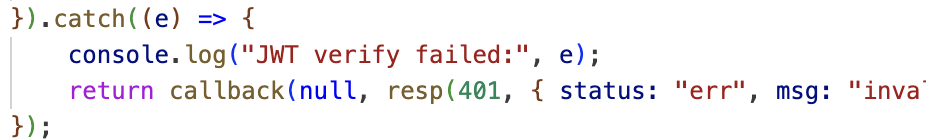 }).catch((e) => {
    console.log("JWT verify failed:", e);
    return callback(null, resp(401, { status: "err", msg: "inva
});